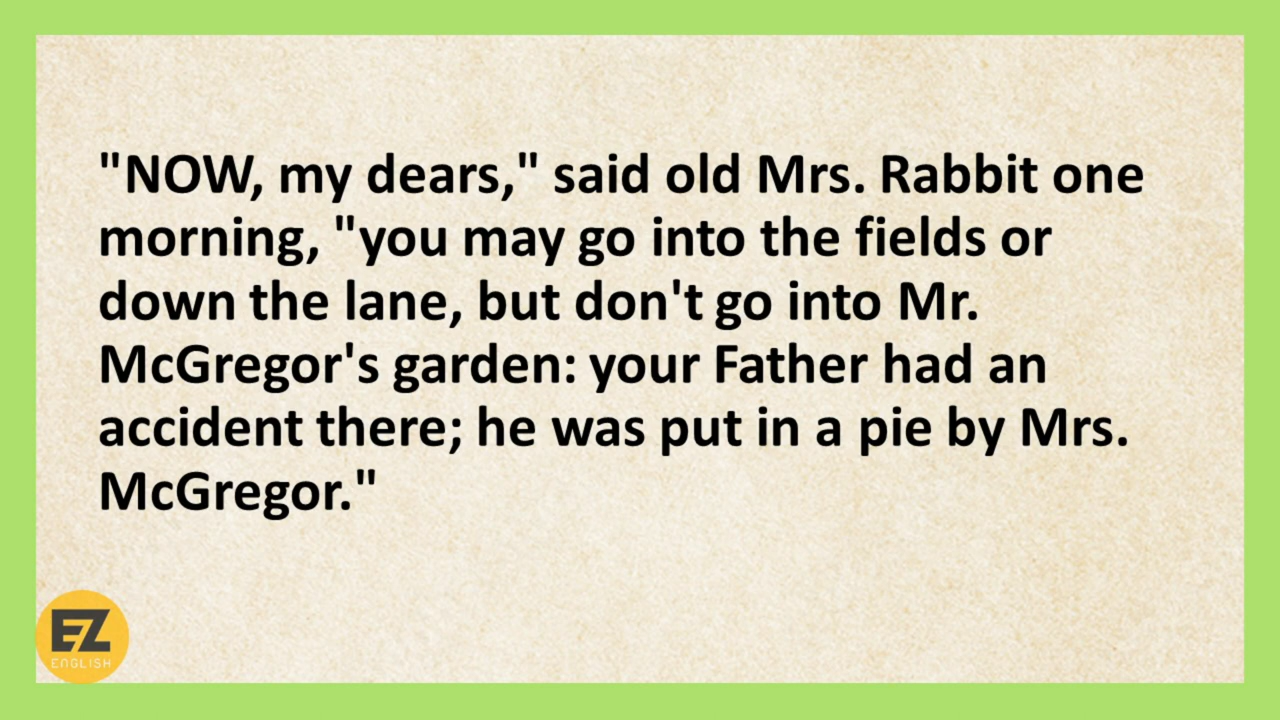 "NOW, my dears," said old Mrs. Rabbit one
morning, "you may go into the fields or
down the lane, but don't go into Mr.
McGregor's garden: your Father had an
accident there; he was put in a pie by Mrs.
McGregor."
EZ
ENGLISH